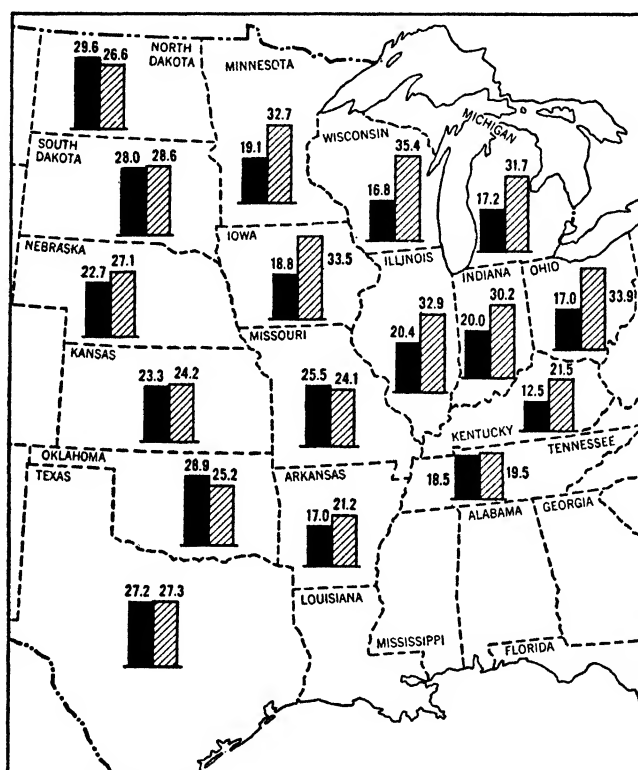 29.6 26.6
NORTH
DAKOTA
MINNESOTA
32.7
19.1
WISCONSIN
35.4
16.8
MICHIGAN
31.7
17.2
SOUTH
DAKOTA
28.0 28.6
NEBRASKA
27.1
22.7
IOWA
18.8
33.5
ILLINOIS
32.9
20.4
INDIANA
30.2
20.0
OHIO
17.0
33.9
KANSAS
23.3 24.2
MISSOURI
25.5 24.1
21.5
12.5
KENTUCKY
TENNESSEE
18.5
19.5
OKLAHOMA
28.9
25.2
TEXAS
27.2 27.3
ARKANSAS
21.2
17.0
LOUISIANA
MISSISSIPPI
ALABAMA
GEORGIA
FLORIDA